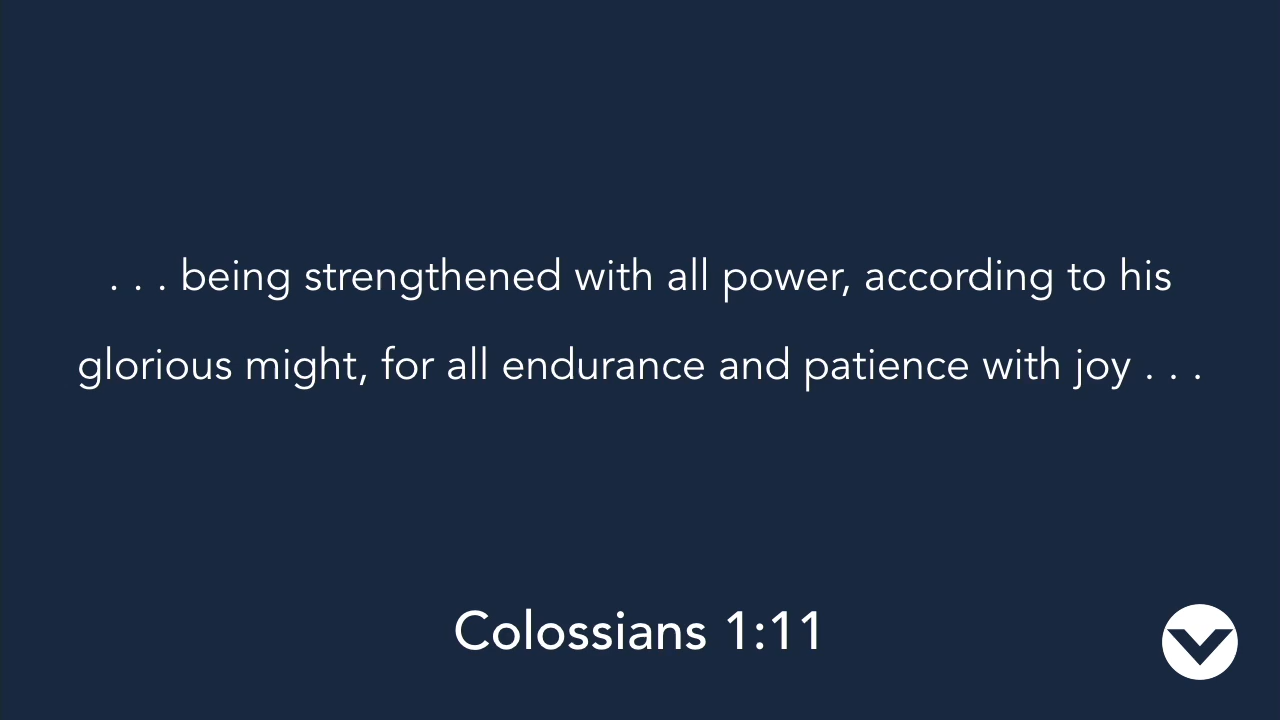 . . . being strengthened with all power, according to his
glorious might, for all endurance and patience with joy . . .
Colossians 1:11